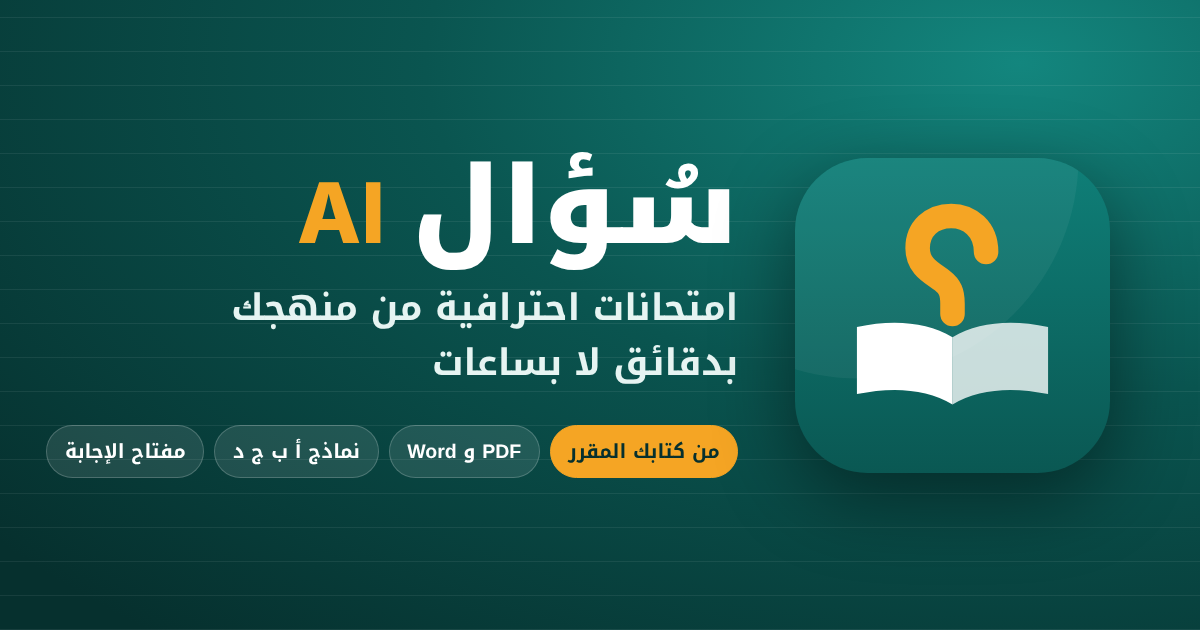 سُؤال AI
امتحانات احترافية من منهجك
بدقائق لا بساعات
من كتابك المقرر
PDF و Word
نماذج أ ب ج د
مفتاح الإجابة